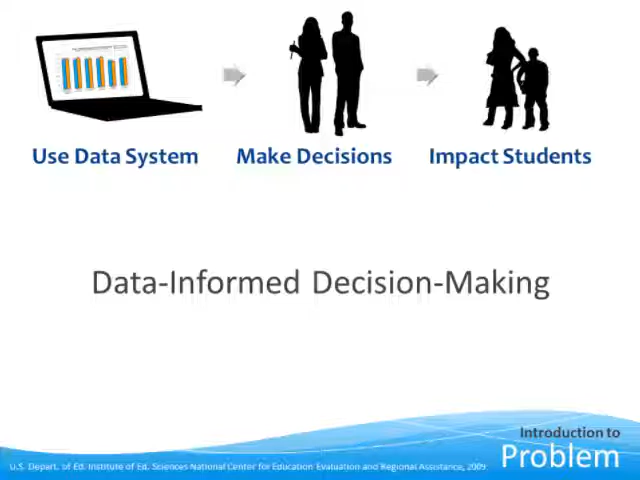 Use Data System
Make Decisions
Impact Students
Data-Informed Decision-Making
Introduction to
Problem
U.S. Depart. of Ed. Institute of Ed. Sciences National Center for Education Evaluation and Regional Assistance, 2009